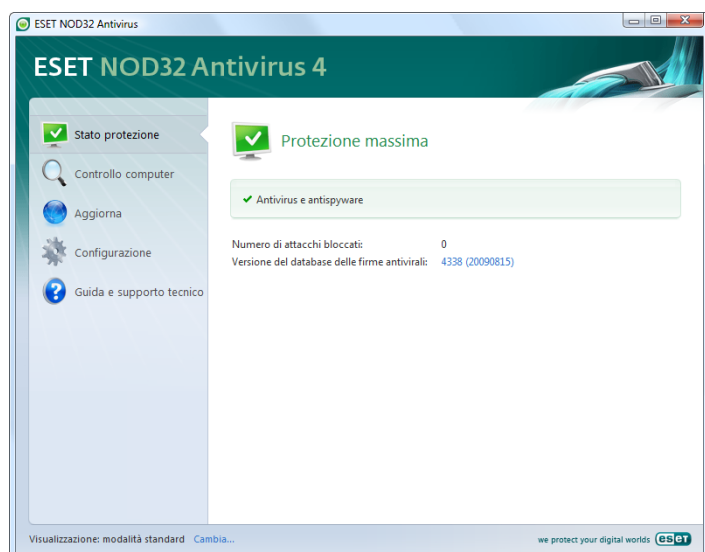 ESET NOD32 Antivirus
ESET NOD32 Antivirus 4
Stato protezione
Controllo computer
Aggiorna
Configurazione
Guida e supporto tecnico
Protezione massima
Antivirus e antispyware
Numero di attacchi bloccati: 0
Versione del database delle firme antivirali: 4338 (20090815)
Visualizzazione: modalità standard Cambia...
we protect your digital worlds eset